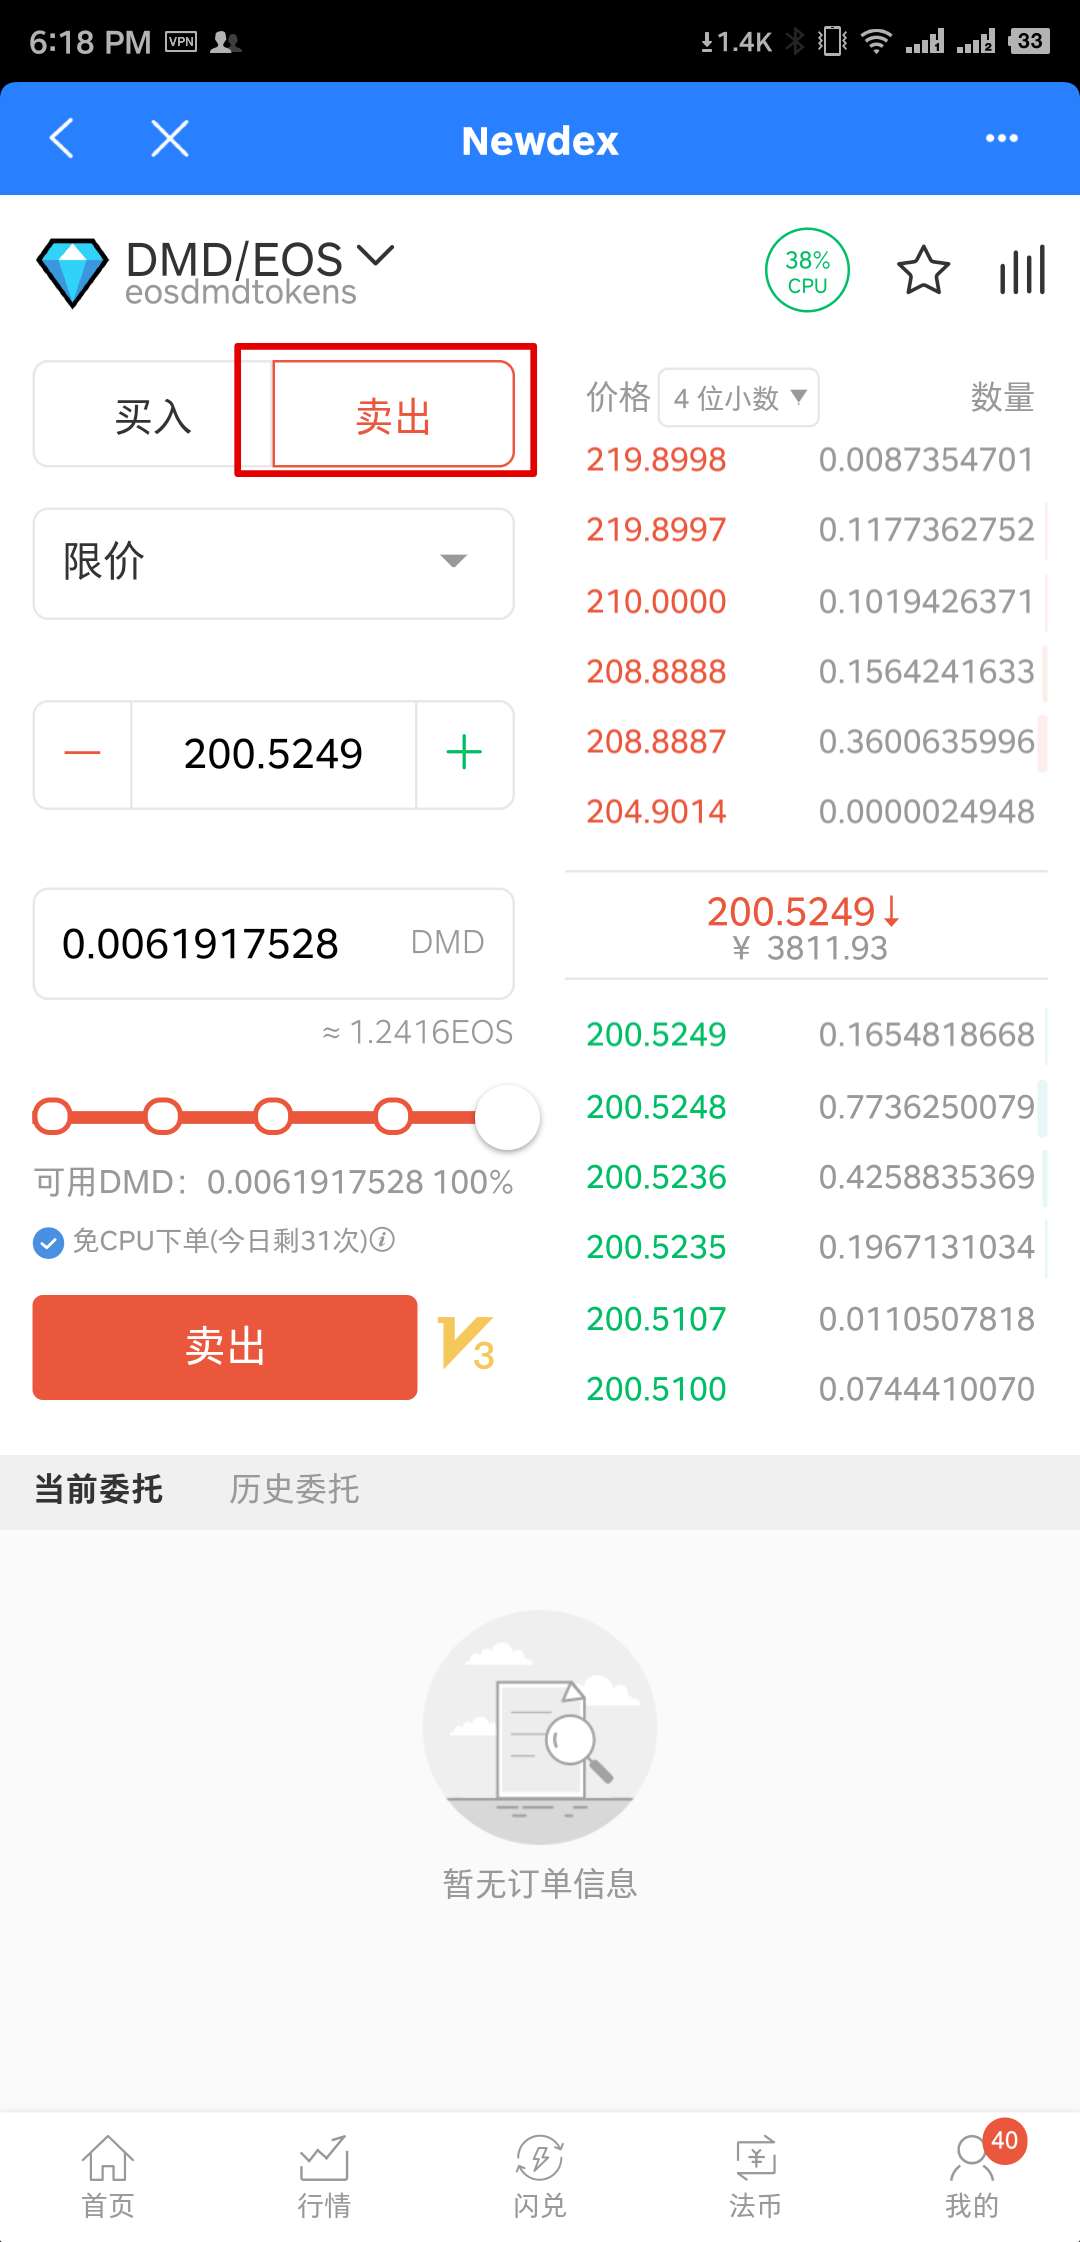 6:18 PM VPN 1.4K 1 2 33
Newdex
DMD/EOS
eosdmdtokens
38%
CPU
买入 卖出
限价
200.5249
0.0061917528 DMD
≈ 1.2416EOS
可用DMD: 0.0061917528 100%
免CPU下单(今日剩31次)
卖出
V3
价格 4 位小数 数量
219.8998 0.0087354701
219.8997 0.1177362752
210.0000 0.1019426371
208.8888 0.1564241633
208.8887 0.3600635996
204.9014 0.0000024948
200.5249↓
¥ 3811.93
200.5249 0.1654818668
200.5248 0.7736250079
200.5236 0.4258835369
200.5235 0.1967131034
200.5107 0.0110507818
200.5100 0.0744410070
当前委托 历史委托
暂无订单信息
40
首页 行情 闪兑 法币 我的